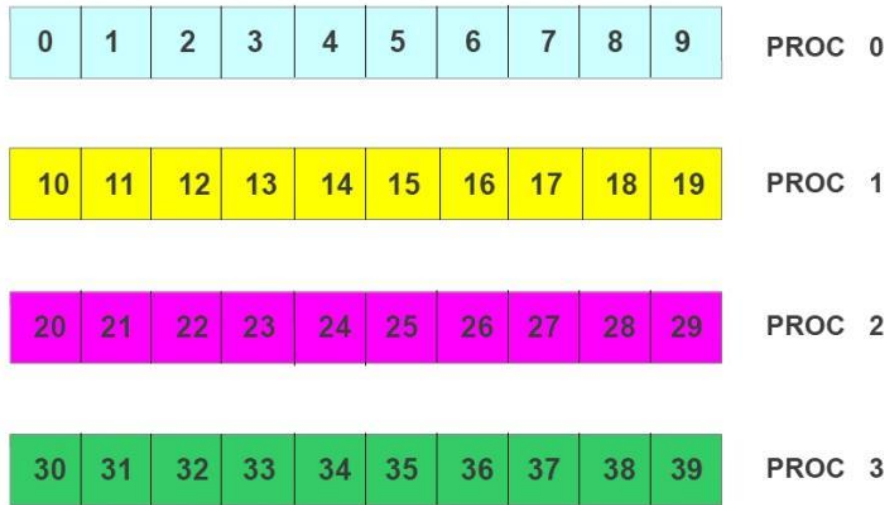 0 1 2 3 4 5 6 7 8 9 PROC 0
10 11 12 13 14 15 16 17 18 19 PROC 1
20 21 22 23 24 25 26 27 28 29 PROC 2
30 31 32 33 34 35 36 37 38 39 PROC 3